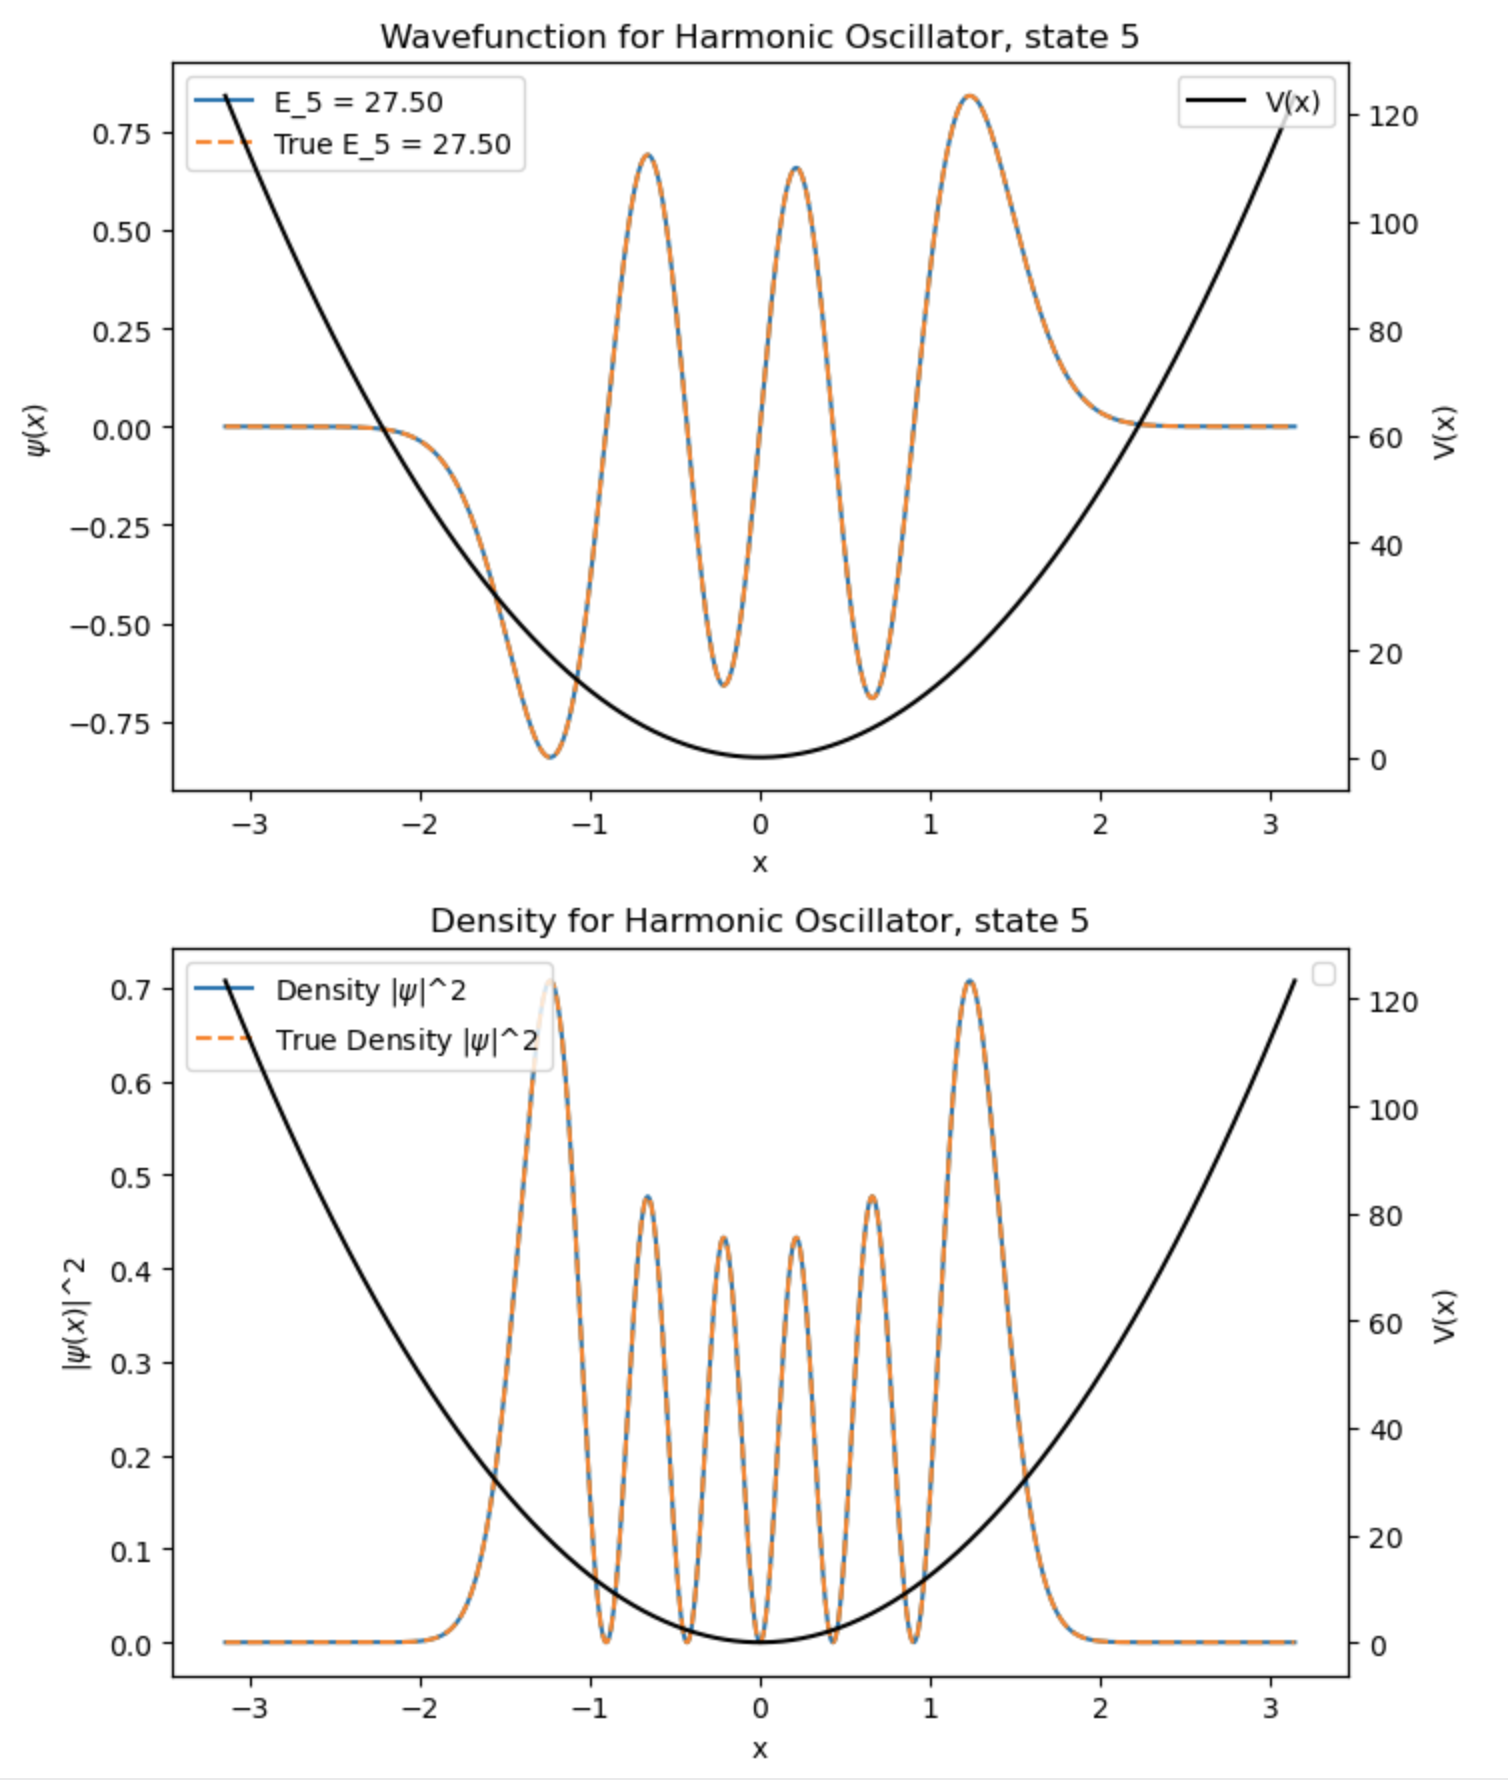 Wavefunction for Harmonic Oscillator, state 5
E_5 = 27.50
True E_5 = 27.50
V(x)
0.75
0.50
0.25
0.00
−0.25
−0.50
−0.75
ψ(x)
120
100
80
60
40
20
0
V(x)
−3 −2 −1 0 1 2 3
x
Density for Harmonic Oscillator, state 5
Density |ψ|^2
True Density |ψ|^2
0.7
0.6
0.5
0.4
0.3
0.2
0.1
0.0
|ψ(x)|^2
120
100
80
60
40
20
0
V(x)
−3 −2 −1 0 1 2 3
x